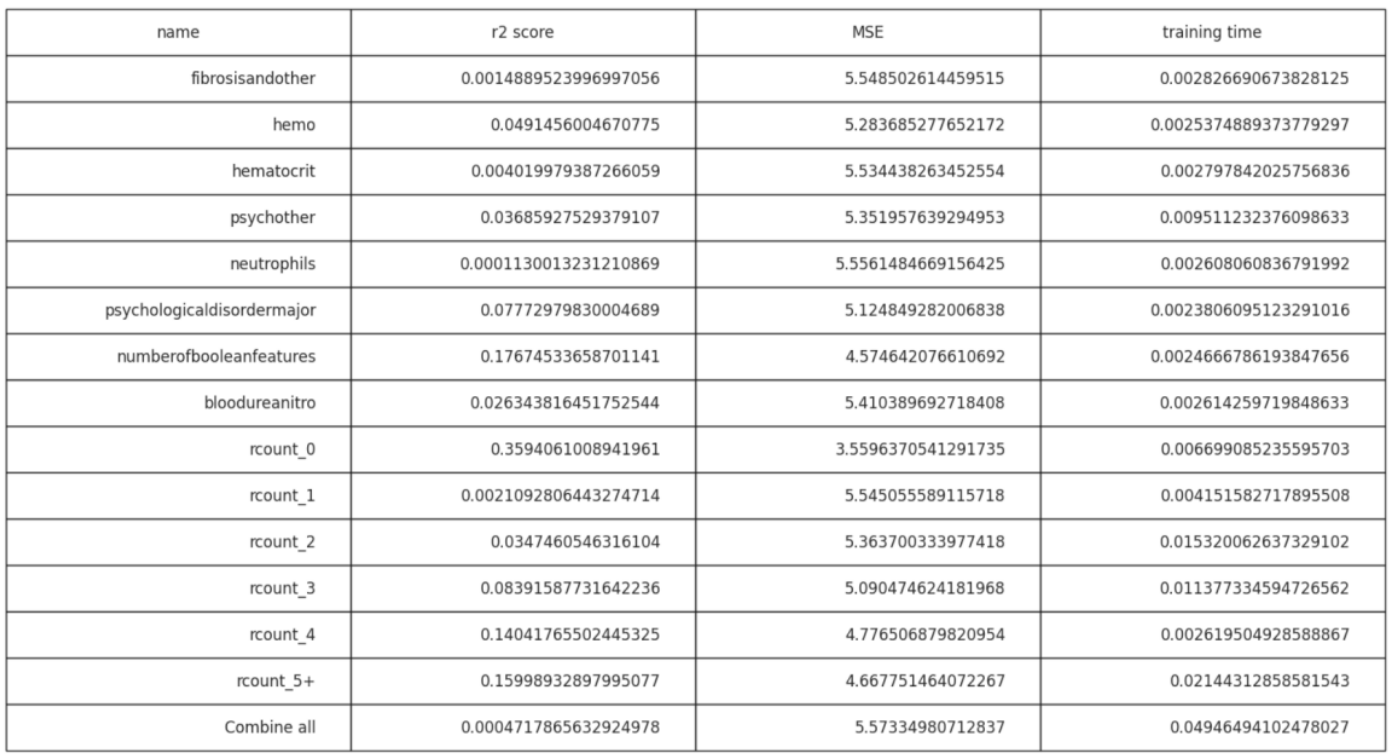 name r2 score MSE training time
fibrosisandother 0.0014889523996997056 5.548502614459515 0.002826690673828125
hemo 0.0491456004670775 5.283685277652172 0.0025374889373779297
hematocrit 0.004019979387266059 5.534438263452554 0.002797842025756836
psychother 0.03685927529379107 5.351957639294953 0.009511232376098633
neutrophils 0.0001130013231210869 5.5561484669156425 0.002608060836791992
psychologicaldisordermajor 0.07772979830004689 5.124849282006838 0.0023806095123291016
numberofbooleanfeatures 0.17674533658701141 4.574642076610692 0.0024666786193847656
bloodureanitro 0.026343816451752544 5.410389692718408 0.002614259719848633
rcount_0 0.3594061008941961 3.5596370541291735 0.006699085235595703
rcount_1 0.0021092806443274714 5.545055589115718 0.004151582717895508
rcount_2 0.0347460546316104 5.363700333977418 0.015320062637329102
rcount_3 0.08391587731642236 5.090474624181968 0.011377334594726562
rcount_4 0.14041765502445325 4.776506879820954 0.002619504928588867
rcount_5+ 0.15998932897995077 4.667751464072267 0.02144312858581543
Combine all 0.0004717865632924978 5.57334980712837 0.04946494102478027